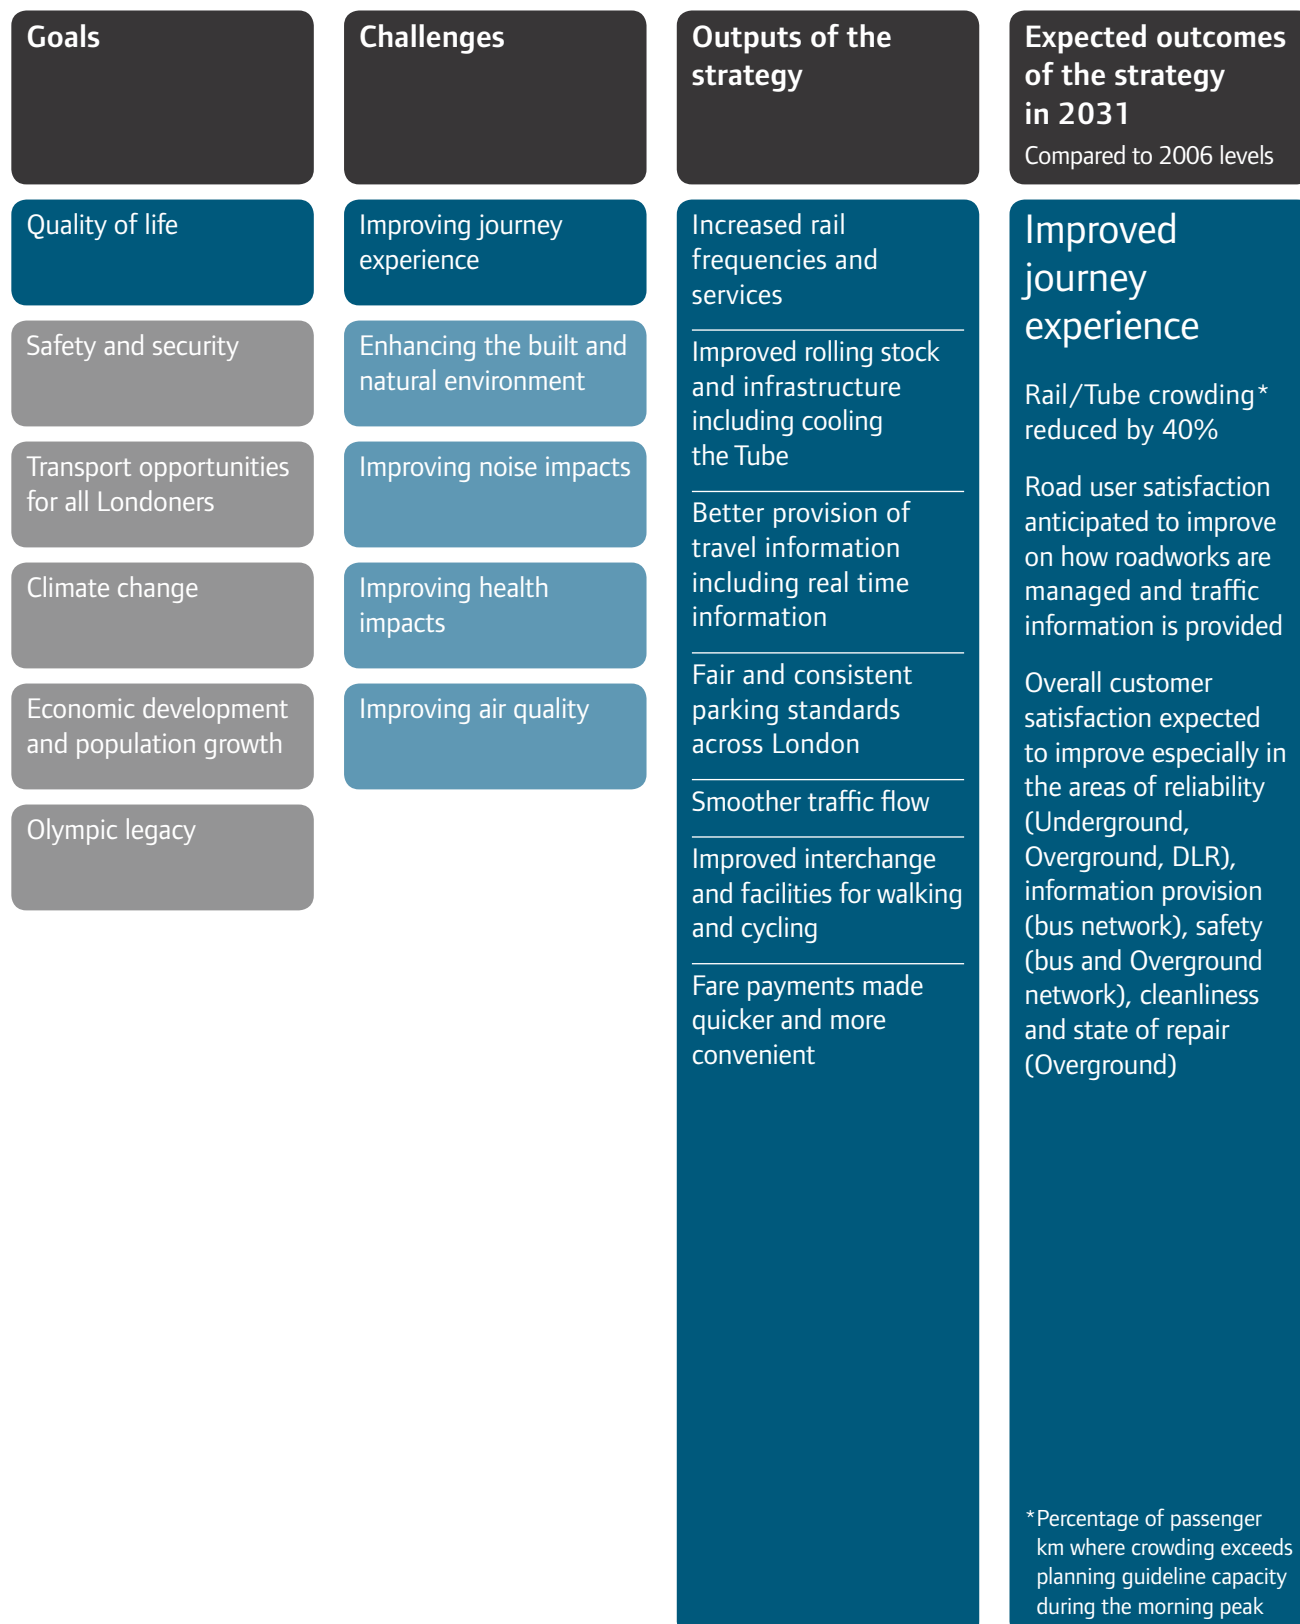 Goals
Challenges
Outputs of the
strategy
Expected outcomes
of the strategy
in 2031
Compared to 2006 levels
Quality of life
Safety and security
Transport opportunities
for all Londoners
Climate change
Economic development
and population growth
Olympic legacy
Improving journey
experience
Enhancing the built and
natural environment
Improving noise impacts
Improving health
impacts
Improving air quality
Increased rail
frequencies and
services
Improved rolling stock
and infrastructure
including cooling
the Tube
Better provision of
travel information
including real time
information
Fair and consistent
parking standards
across London
Smoother traffic flow
Improved interchange
and facilities for walking
and cycling
Fare payments made
quicker and more
convenient
Improved
journey
experience
Rail/Tube crowding*
reduced by 40%
Road user satisfaction
anticipated to improve
on how roadworks are
managed and traffic
information is provided
Overall customer
satisfaction expected
to improve especially in
the areas of reliability
(Underground,
Overground, DLR),
information provision
(bus network), safety
(bus and Overground
network), cleanliness
and state of repair
(Overground)
*Percentage of passenger
km where crowding exceeds
planning guideline capacity
during the morning peak